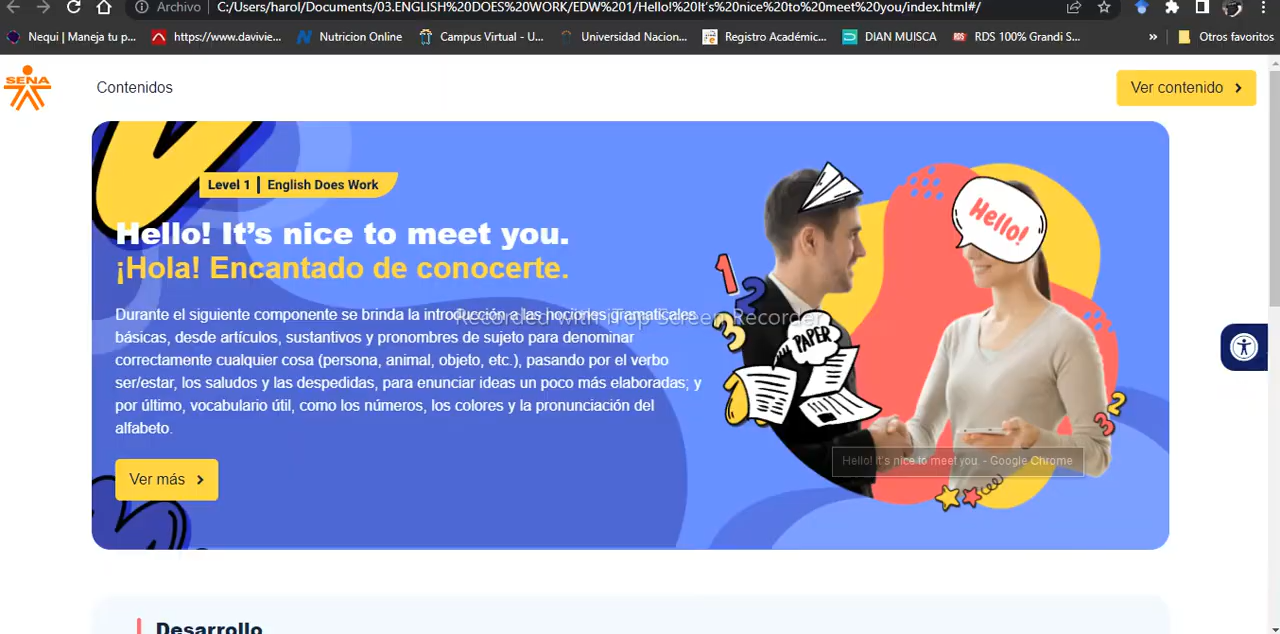 Archivo | C:/Users/harol/Documents/03.ENGLISH%20DOES%20WORK/EDW%201/Hello!%20It's%20nice%20to%20meet%20you/index.html#/
Nequi | Maneja tu p... https://www.davivie... Nutricion Online Campus Virtual - U... Universidad Nacion... Registro Académic... DIAN MUISCA RDS RDS 100% Grandi S... » Otros favoritos
SENA
Contenidos
Ver contenido
Level 1 | English Does Work
Hello! It’s nice to meet you.
¡Hola! Encantado de conocerte.
Durante el siguiente componente se brinda la introducción a las nociones gramaticales
básicas, desde artículos, sustantivos y pronombres de sujeto para denominar
correctamente cualquier cosa (persona, animal, objeto, etc.), pasando por el verbo
ser/estar, los saludos y las despedidas, para enunciar ideas un poco más elaboradas; y
por último, vocabulario útil, como los números, los colores y la pronunciación del
alfabeto.
Ver más
Recorded with iTop Screen Recorder
Hello!
1
2
3
PAPER
2
3
Hello! It's nice to meet you. - Google Chrome
Desarrollo